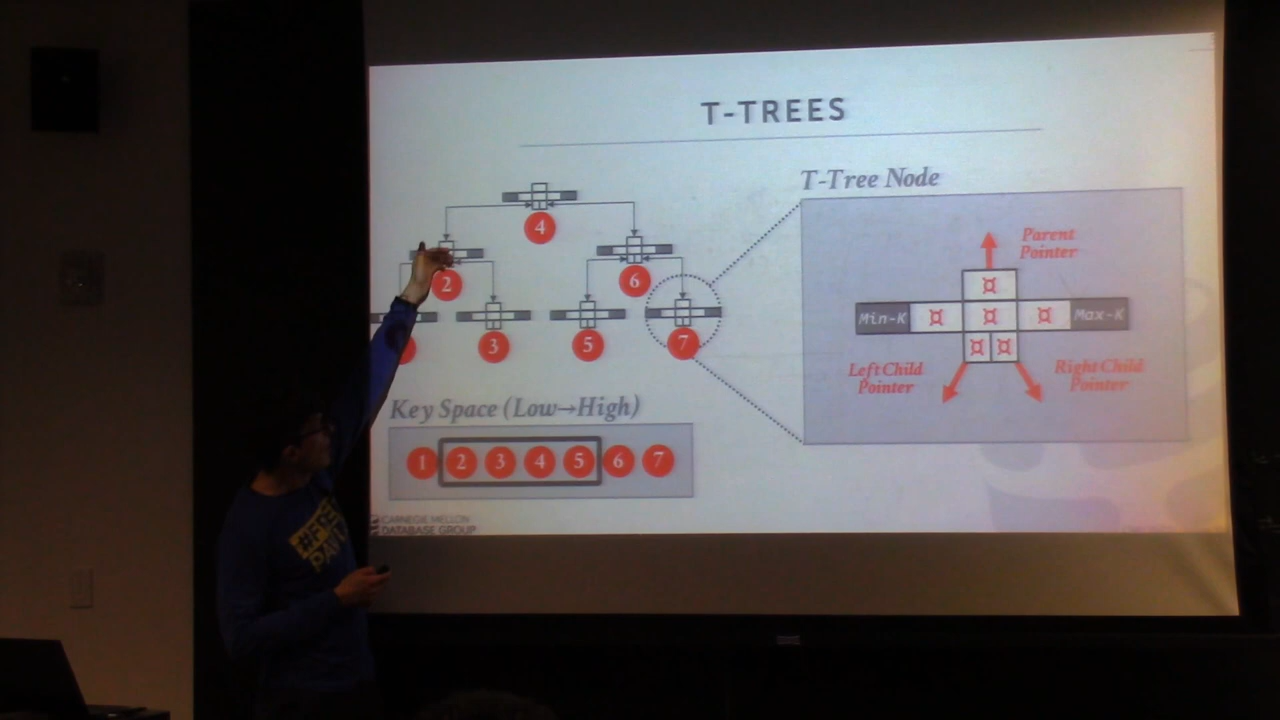 T-TREES
T-Tree Node
4
2
6
3
5
7
Parent
Pointer
Min-K
Max-K
Left Child
Pointer
Right Child
Pointer
Key Space (Low→High)
1 2 3 4 5 6 7
CARNEGIE MELLON
DATABASE GROUP